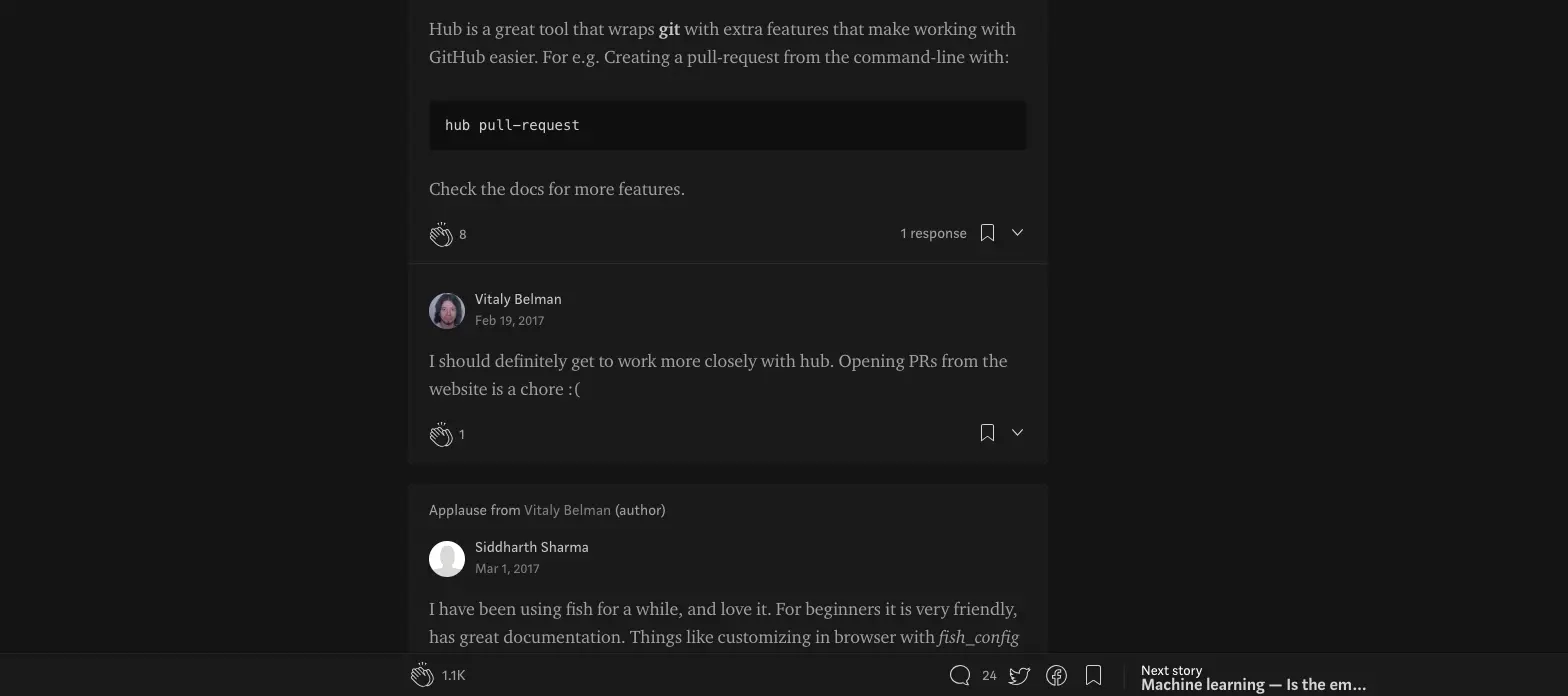 Hub is a great tool that wraps git with extra features that make working with
GitHub easier. For e.g. Creating a pull-request from the command-line with:
hub pull-request
Check the docs for more features.
8
1 response
Vitaly Belman
Feb 19, 2017
I should definitely get to work more closely with hub. Opening PRs from the
website is a chore :(
1
Applause from Vitaly Belman (author)
Siddharth Sharma
Mar 1, 2017
I have been using fish for a while, and love it. For beginners it is very friendly,
has great documentation. Things like customizing in browser with fish_config
1.1K
24
Next story
Machine learning — Is the em...